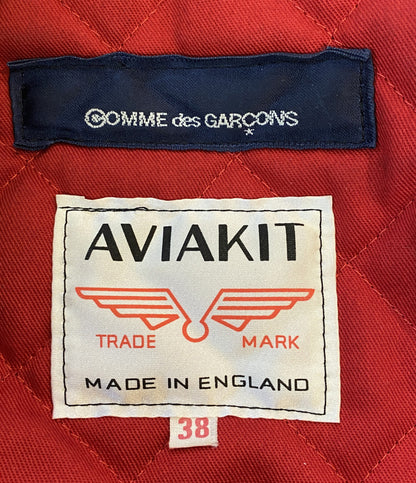 COMME des GARÇONS
*
AVIAKIT
TRADE MARK
MADE IN ENGLAND
38